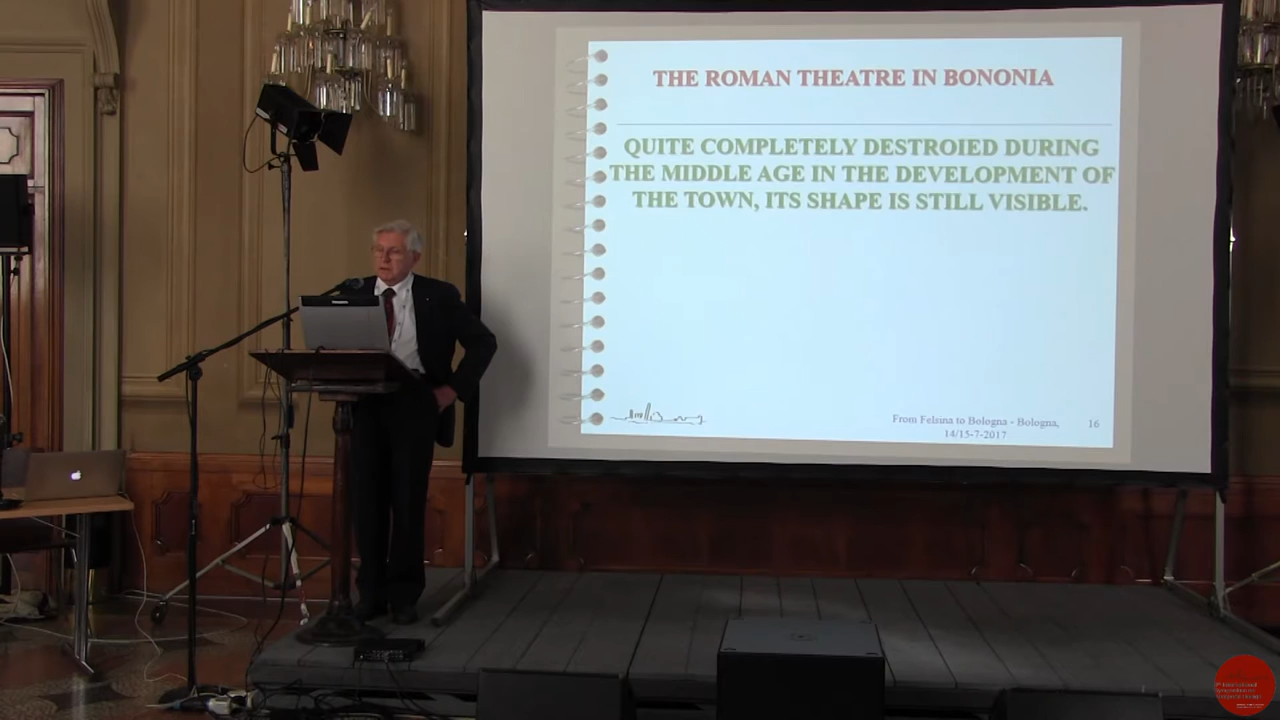 THE ROMAN THEATRE IN BONONIA
QUITE COMPLETELY DESTROIED DURING
THE MIDDLE AGE IN THE DEVELOPMENT OF
THE TOWN, ITS SHAPE IS STILL VISIBLE.
From Felsina to Bologna - Bologna,
14/15-7-2017
16